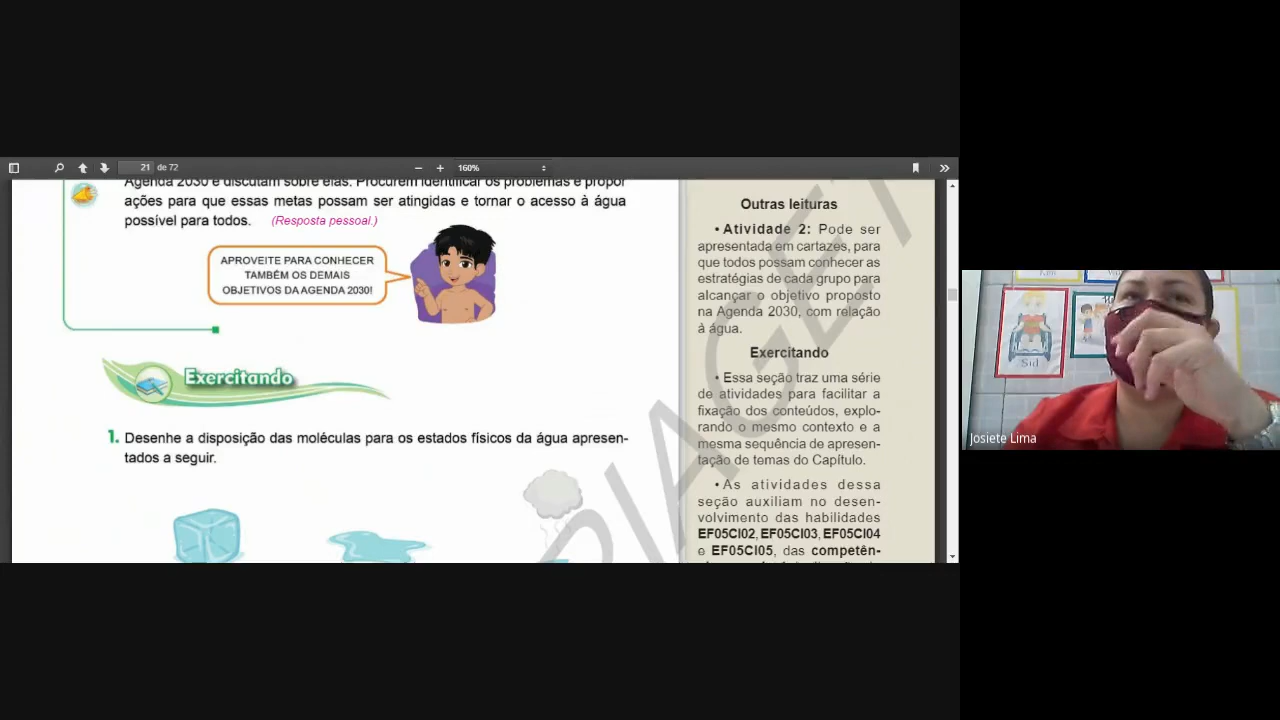 21 de 72
160%
Agenda 2030 e discutam sobre elas. Procurem identificar os problemas e propor
ações para que essas metas possam ser atingidas e tornar o acesso à água
possível para todos. (Resposta pessoal.)
APROVEITE PARA CONHECER
TAMBÉM OS DEMAIS
OBJETIVOS DA AGENDA 2030!
Exercitando
1. Desenhe a disposição das moléculas para os estados físicos da água apresen-
tados a seguir.
Outras leituras
• Atividade 2: Pode ser
apresentada em cartazes, para
que todos possam conhecer as
estratégias de cada grupo para
alcançar o objetivo proposto
na Agenda 2030, com relação
à água.
Exercitando
• Essa seção traz uma série
de atividades para facilitar a
fixação dos conteúdos, explo-
rando o mesmo contexto e a
mesma sequência de apresen-
tação de temas do Capítulo.
• As atividades dessa
seção auxiliam no desen-
volvimento das habilidades
EF05CI02, EF05CI03, EF05CI04
e EF05CI05, das competên-
PIAGET
Kim
Sid
Josiete Lima